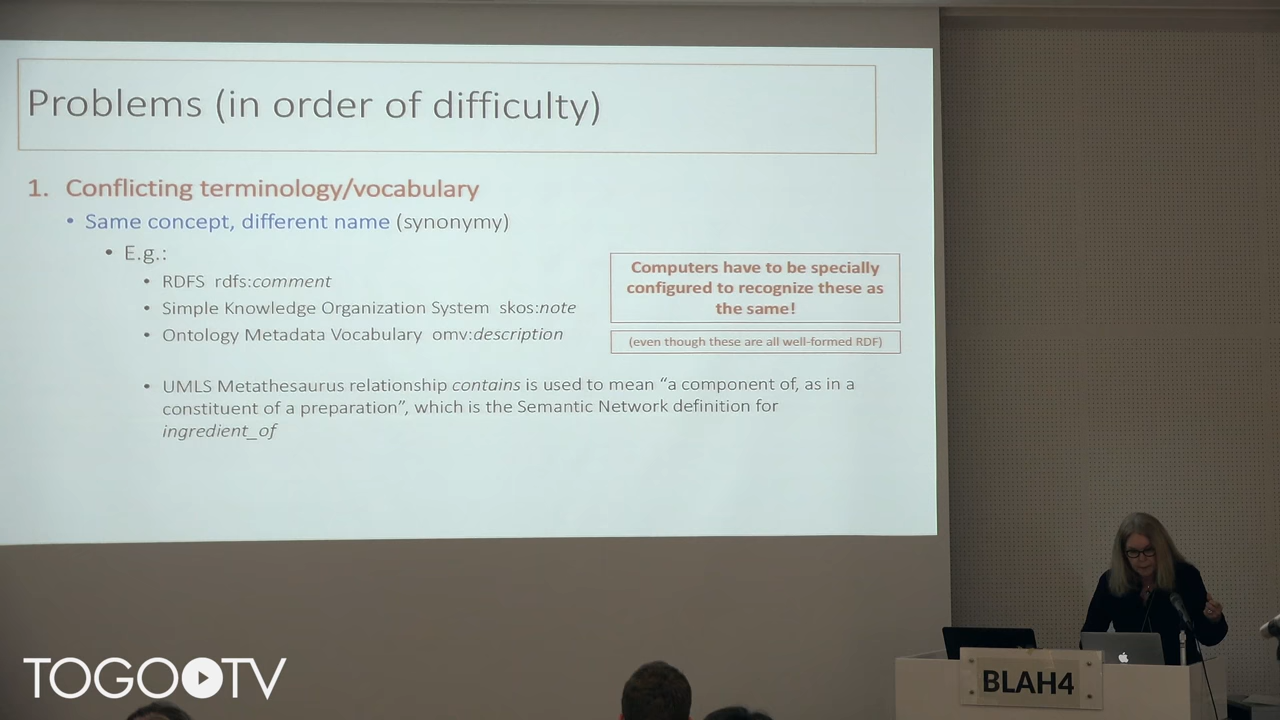 Problems (in order of difficulty)
1. Conflicting terminology/vocabulary
• Same concept, different name (synonymy)
• E.g.:
• RDFS rdfs:comment
• Simple Knowledge Organization System skos:note
• Ontology Metadata Vocabulary omv:description
Computers have to be specially
configured to recognize these as
the same!
(even though these are all well-formed RDF)
• UMLS Metathesaurus relationship contains is used to mean “a component of, as in a
constituent of a preparation”, which is the Semantic Network definition for
ingredient_of
BLAH4
TOGOTV